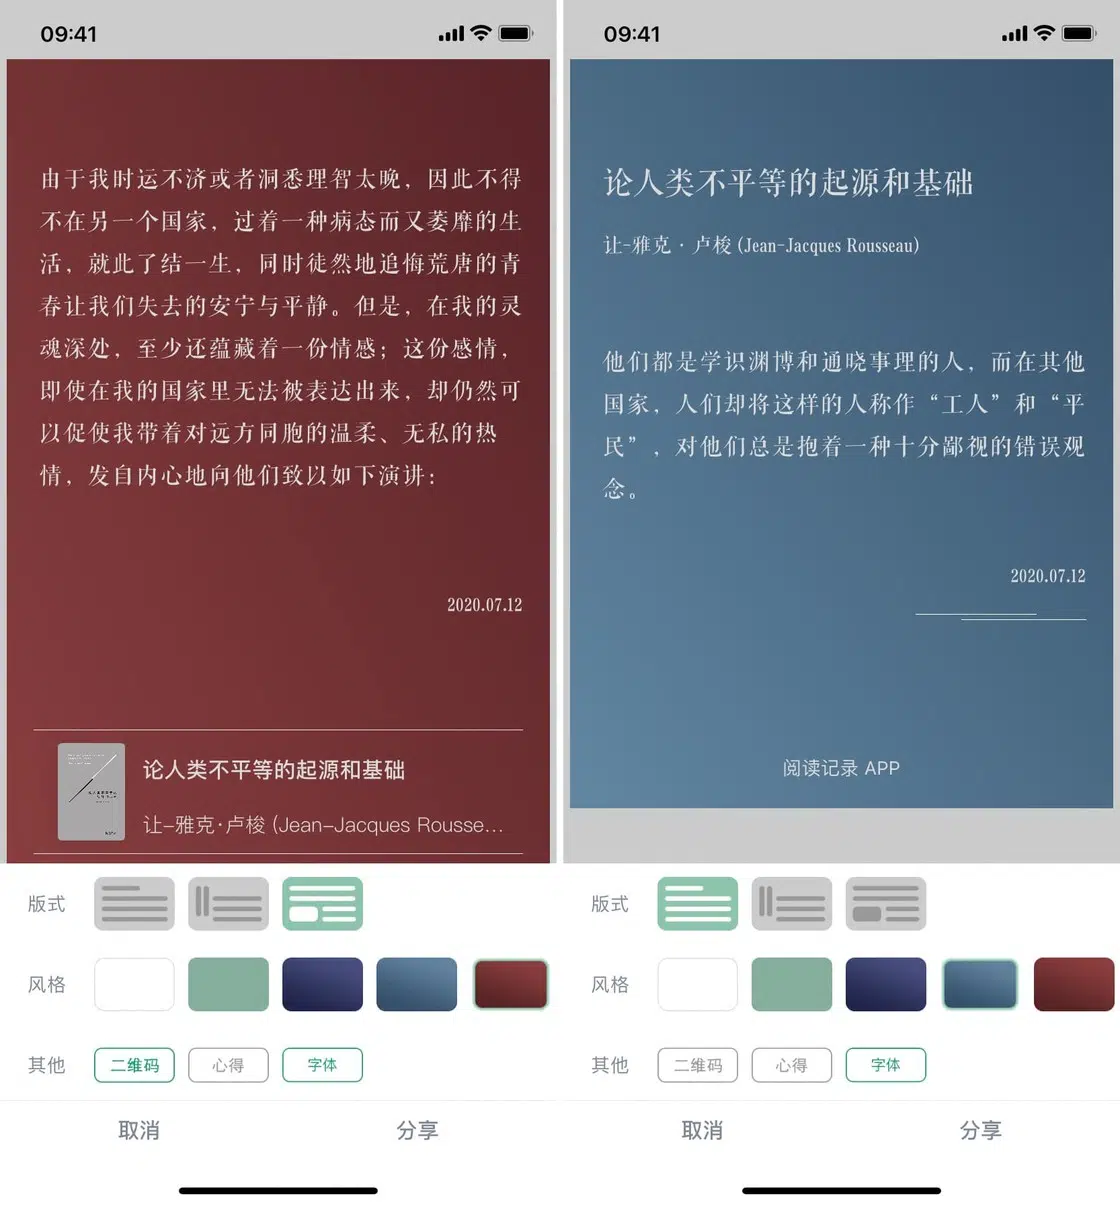 09:41
由于我时运不济或者洞悉理智太晚，因此不得
不在另一个国家，过着一种病态而又萎靡的生
活，就此了结一生，同时徒然地追悔荒唐的青
春让我们失去的安宁与平静。但是，在我的灵
魂深处，至少还蕴藏着一份情感；这份感情，
即使在我的国家里无法被表达出来，却仍然可
以促使我带着对远方同胞的温柔、无私的热
情，发自内心地向他们致以如下演讲：
2020.07.12
论人类不平等的起源和基础
让-雅克·卢梭 (Jean-Jacques Rousse...
版式
风格
其他
二维码
心得
字体
取消
分享
09:41
论人类不平等的起源和基础
让-雅克·卢梭 (Jean-Jacques Rousseau)
他们都是学识渊博和通晓事理的人，而在其他
国家，人们却将这样的人称作“工人”和“平
民”，对他们总是抱着一种十分鄙视的错误观
念。
2020.07.12
阅读记录 APP
版式
风格
其他
二维码
心得
字体
取消
分享